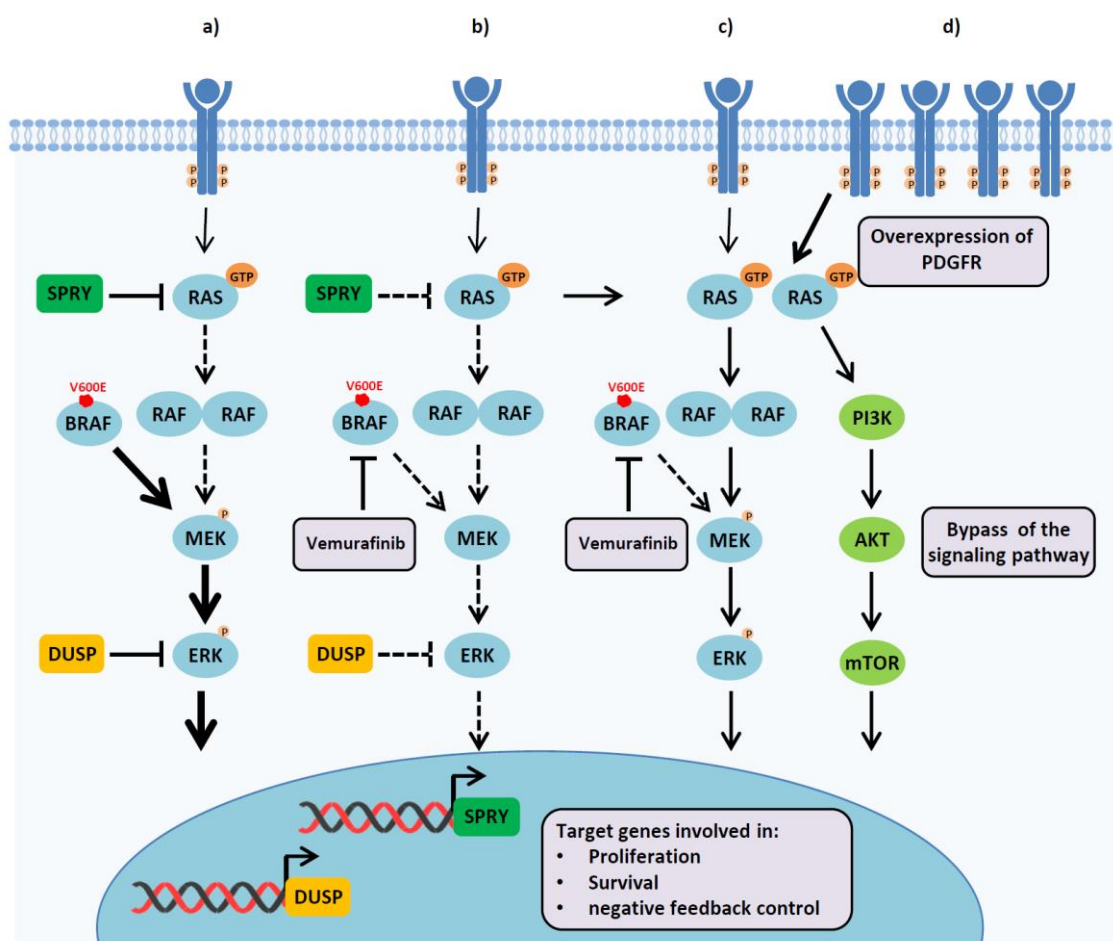 a) b) c) d)
P P P P P P
P P P P P P
P P P P P P P P
P P P P P P P P
Overexpression of
PDGFR
GTP GTP GTP GTP
SPRY RAS SPRY RAS RAS RAS
V600E V600E V600E
BRAF RAF RAF BRAF RAF RAF BRAF RAF RAF PI3K
P P
MEK Vemurafinib MEK Vemurafinib MEK AKT
Bypass of the
signaling pathway
P P
DUSP ERK DUSP ERK ERK mTOR
SPRY
DUSP
Target genes involved in:
• Proliferation
• Survival
• negative feedback control